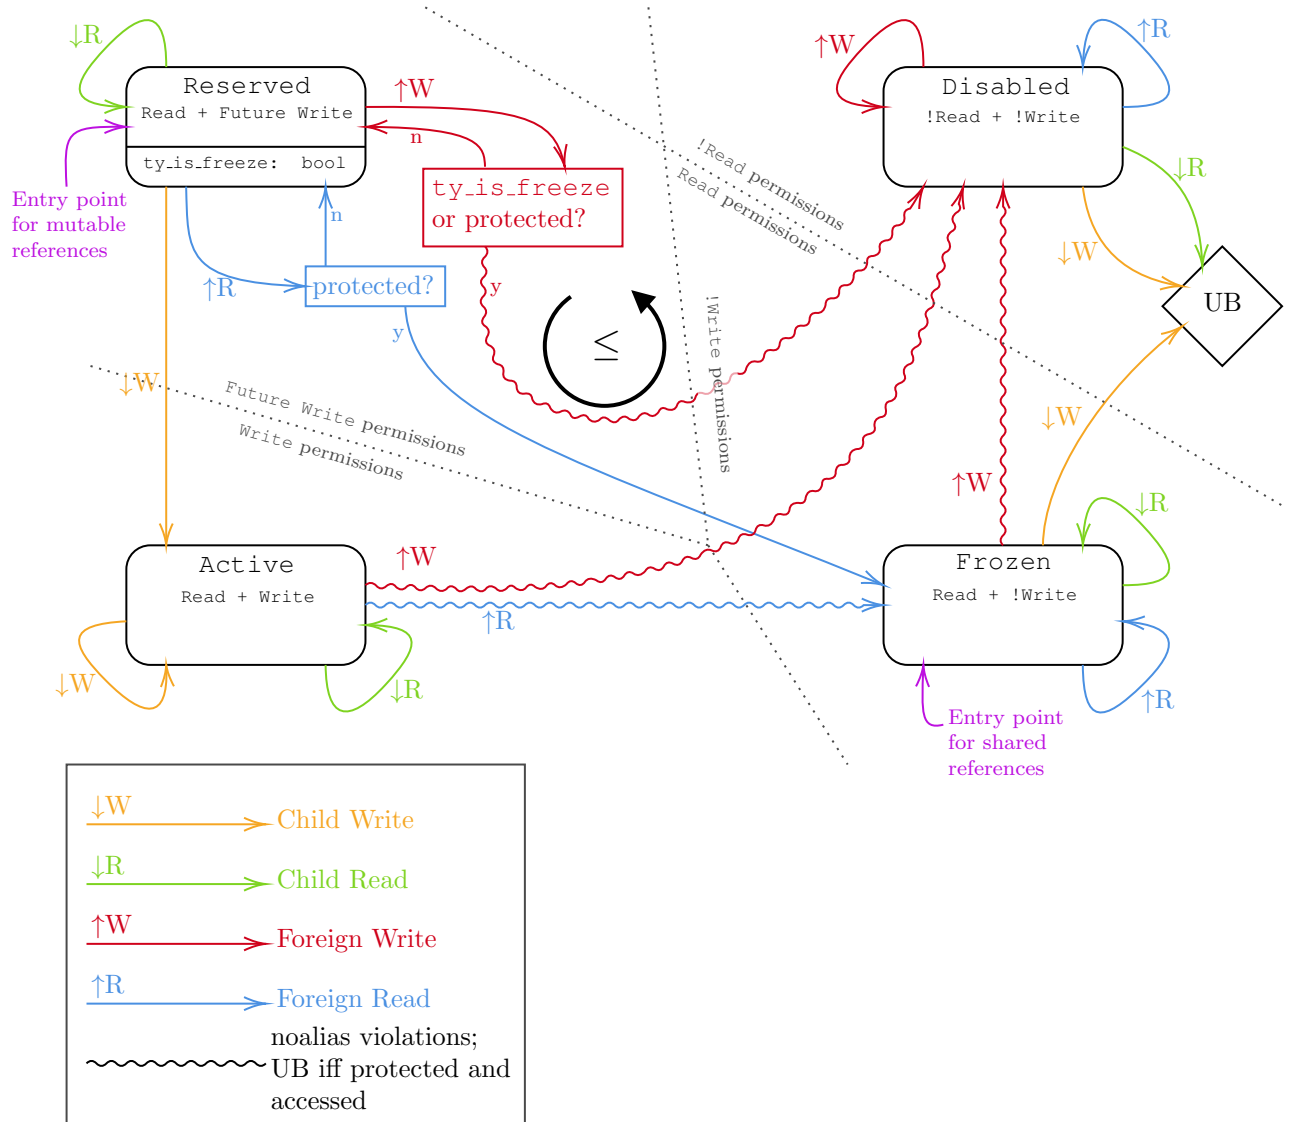 ↓R
Reserved
Read + Future Write
ty_is_freeze: bool
Entry point
for mutable
references
↑W
n
ty_is_freeze
or protected?
y
n
↑R
protected?
y
≤
↑W
Disabled
!Read + !Write
↑R
↓R
↓W
UB
!Read permissions
Read permissions
!Write permissions
↓W
Future Write permissions
Write permissions
↓W
↑W
Active
Read + Write
↑W
↑R
↓W
↓R
Frozen
Read + !Write
↓R
↑R
Entry point
for shared
references
↓W
Child Write
↓R
Child Read
↑W
Foreign Write
↑R
Foreign Read
noalias violations;
UB iff protected and
accessed